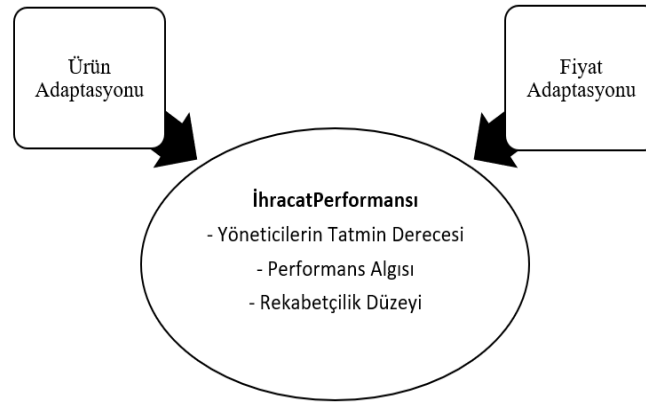 Ürün
Adaptasyonu
Fiyat
Adaptasyonu
İhracatPerformansı
- Yöneticilerin Tatmin Derecesi
- Performans Algısı
- Rekabetçilik Düzeyi